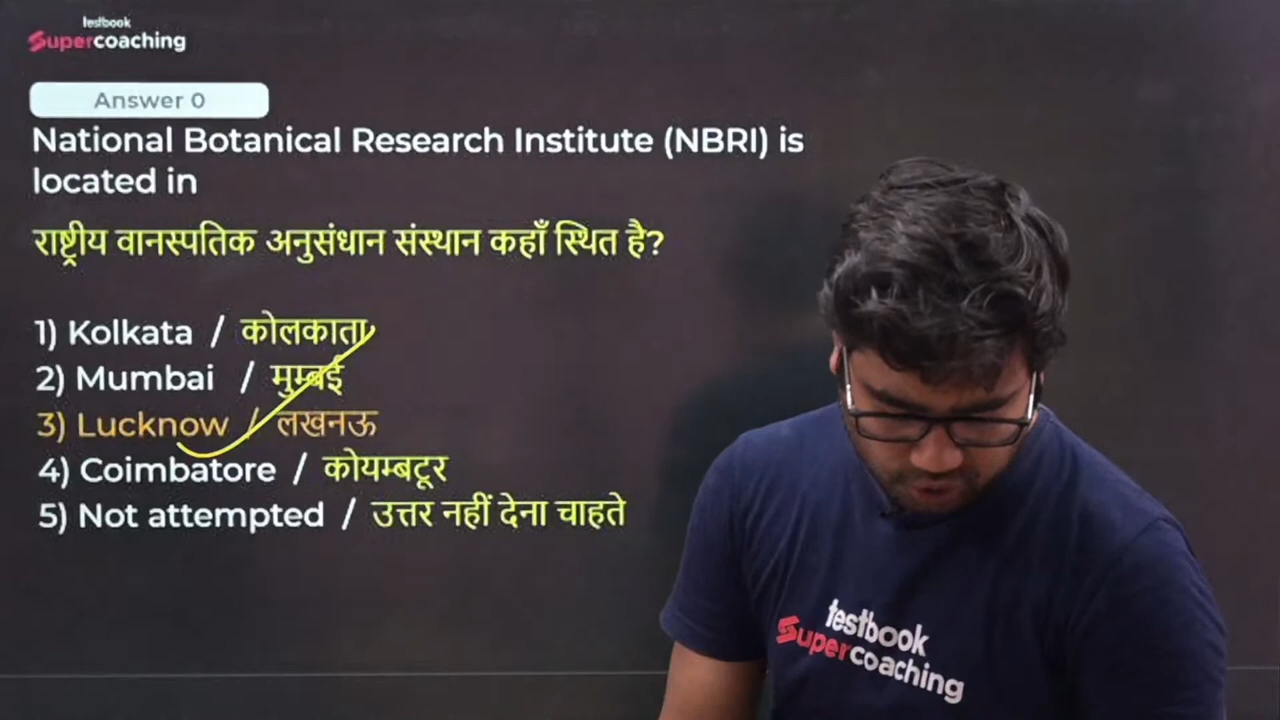 testbook
Supercoaching
Answer 0
National Botanical Research Institute (NBRI) is
located in
राष्ट्रीय वानस्पतिक अनुसंधान संस्थान कहाँ स्थित है?
1) Kolkata / कोलकाता
2) Mumbai / मुम्बई
3) Lucknow / लखनऊ
4) Coimbatore / कोयम्बटूर
5) Not attempted / उत्तर नहीं देना चाहते
testbook
Supercoaching